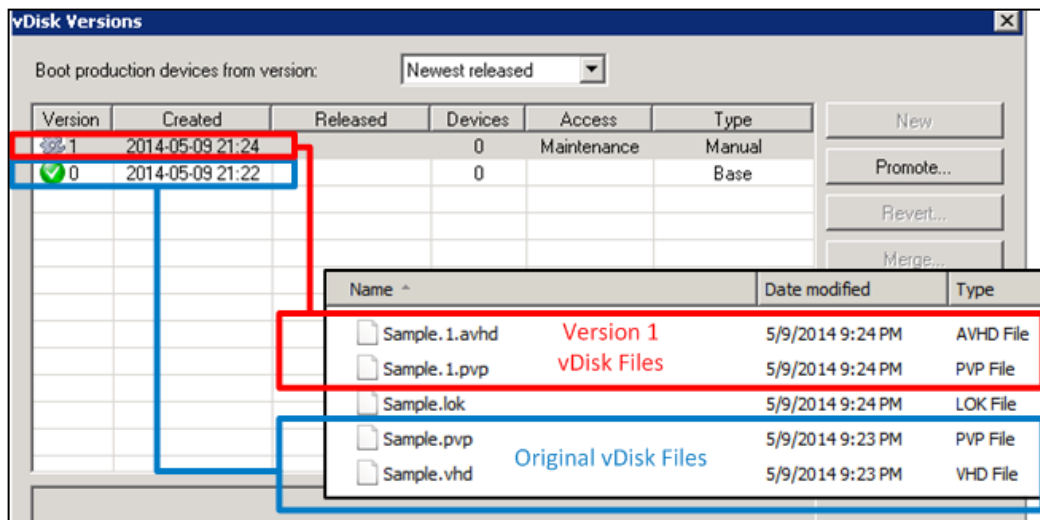 vDisk Versions
Boot production devices from version: Newest released
Version Created Released Devices Access Type
1 2014-05-09 21:24 0 Maintenance Manual
0 2014-05-09 21:22 0 Base
New
Promote...
Revert...
Merge...
Name Date modified Type
Sample.1.avhd 5/9/2014 9:24 PM AVHD File
Sample.1.pvp 5/9/2014 9:24 PM PVP File
Version 1
vDisk Files
Sample.lok 5/9/2014 9:24 PM LOK File
Sample.pvp 5/9/2014 9:23 PM PVP File
Original vDisk Files
Sample.vhd 5/9/2014 9:23 PM VHD File